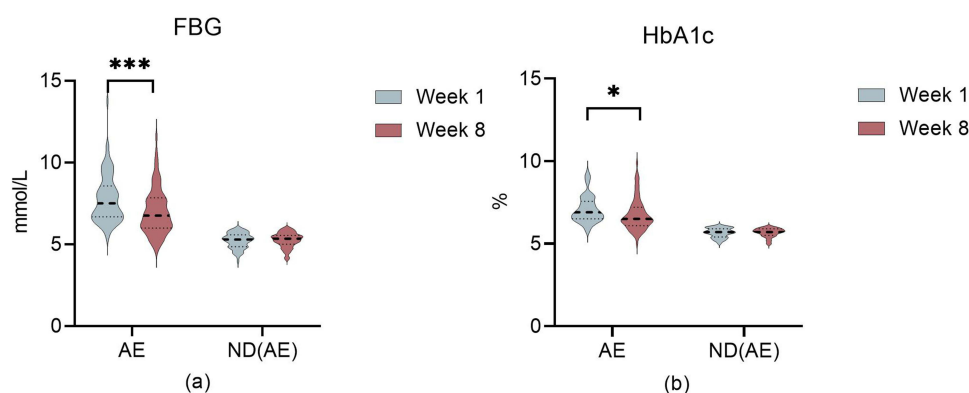 FBG
***
15
10
5
0
mmol/L
AE
ND(AE)
Week 1
Week 8
(a)
HbA1c
*
15
10
5
0
%
AE
ND(AE)
Week 1
Week 8
(b)